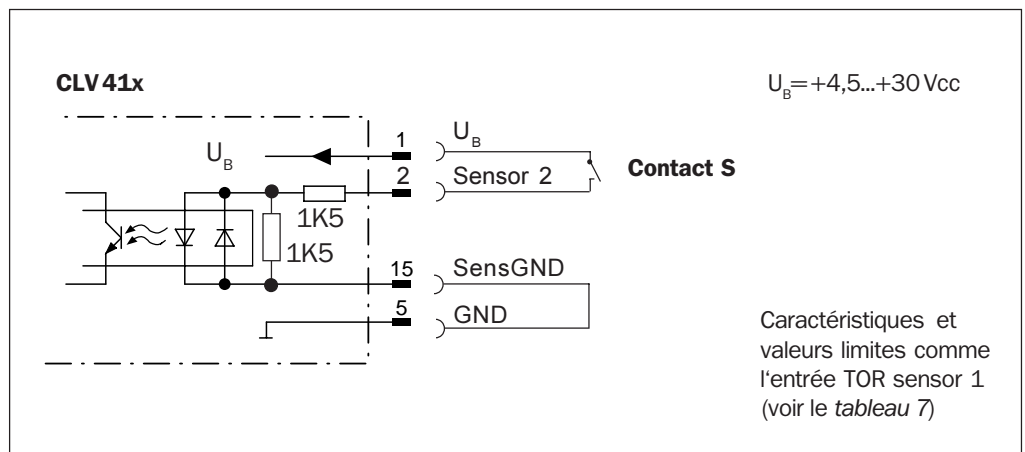 CLV 41x
U_B=+4,5...+30 Vcc
U_B
1
U_B
2
Sensor 2
Contact S
1K5
1K5
15
SensGND
5
GND
Caractéristiques et
valeurs limites comme
l‘entrée TOR sensor 1
(voir le tableau 7)